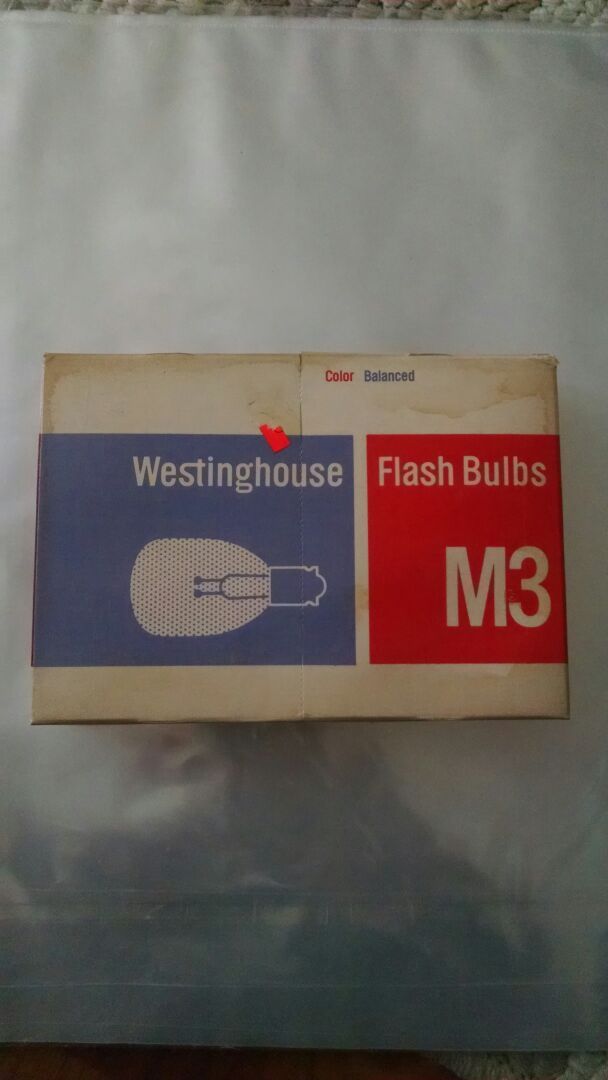 Color Balanced
Westinghouse
Flash Bulbs
M3